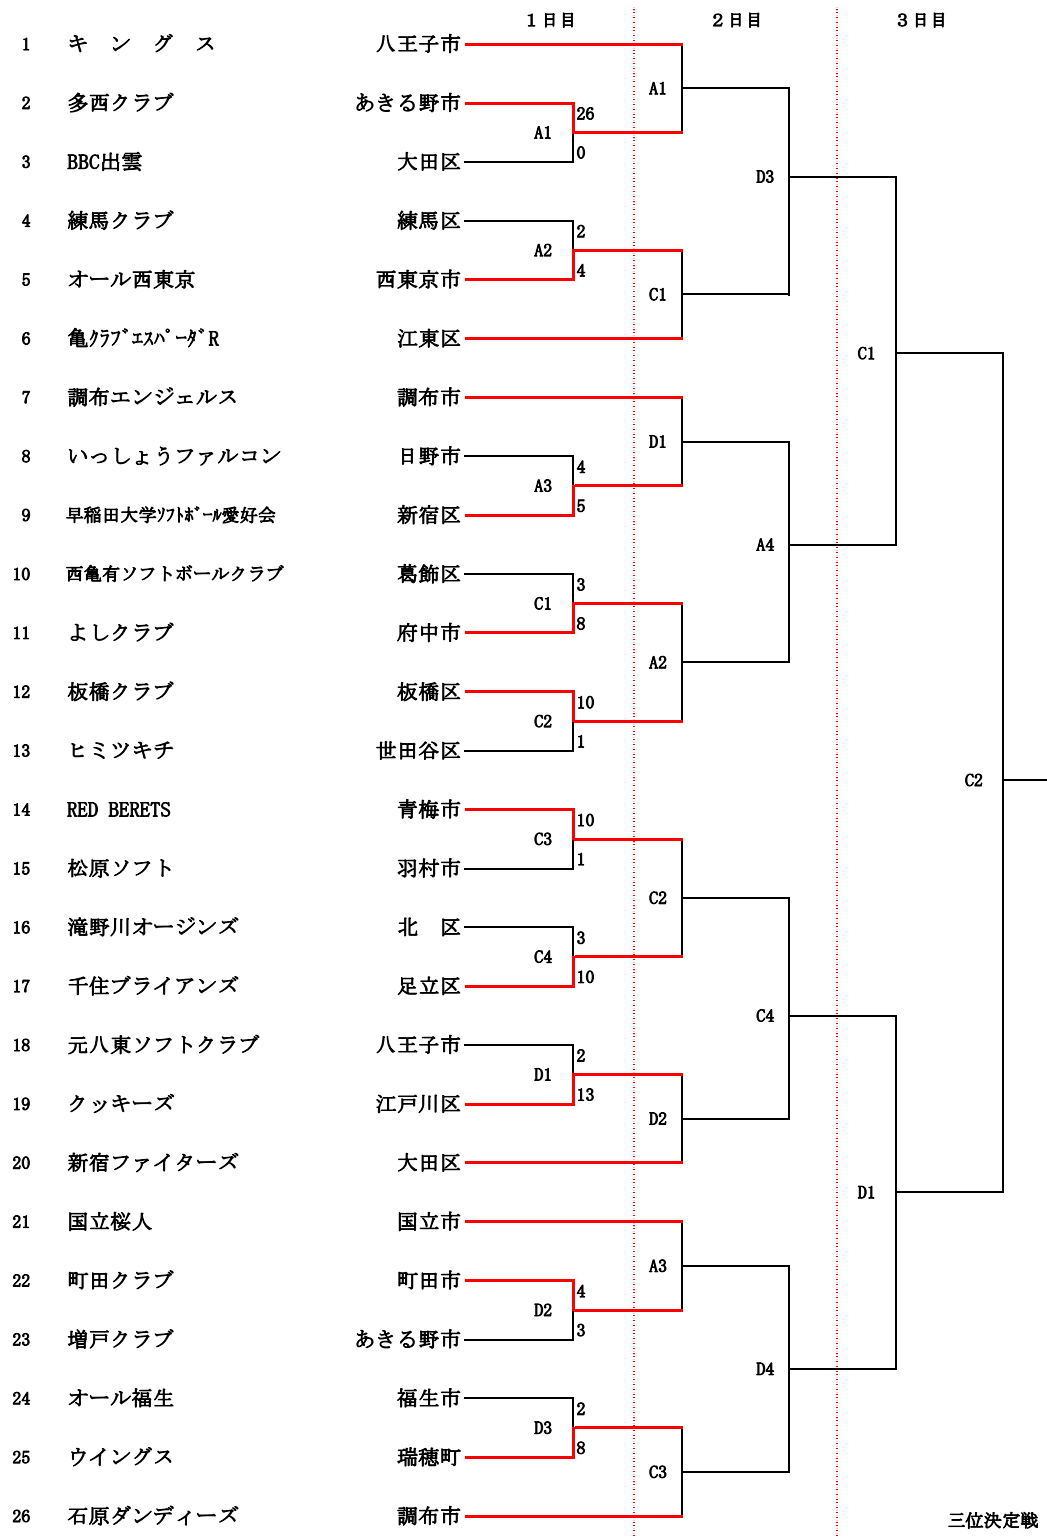 1日目 2日目 3日目
1 キングス 八王子市
A1
2 多西クラブ あきる野市 26
A1
3 BBC出雲 大田区 0
D3
4 練馬クラブ 練馬区 2
A2
5 オール西東京 西東京市 4
C1
6 亀クラブエスパーダR 江東区
C1
7 調布エンジェルス 調布市
D1
8 いっしょうファルコン 日野市 4
A3
9 早稲田大学ソフトボール愛好会 新宿区 5
A4
10 西亀有ソフトボールクラブ 葛飾区 3
C1
11 よしクラブ 府中市 8
A2
12 板橋クラブ 板橋区 10
C2
13 ヒミツキチ 世田谷区 1
C2
14 RED BERETS 青梅市 10
C3
15 松原ソフト 羽村市 1
C2
16 滝野川オージンズ 北 区 3
C4
17 千住ブライアンズ 足立区 10
C4
18 元八東ソフトクラブ 八王子市 2
D1
19 クッキーズ 江戸川区 13
D2
20 新宿ファイターズ 大田区
D1
21 国立桜人 国立市
A3
22 町田クラブ 町田市 4
D2
23 増戸クラブ あきる野市 3
D4
24 オール福生 福生市 2
D3
25 ウイングス 瑞穂町 8
C3
26 石原ダンディーズ 調布市
三位決定戦